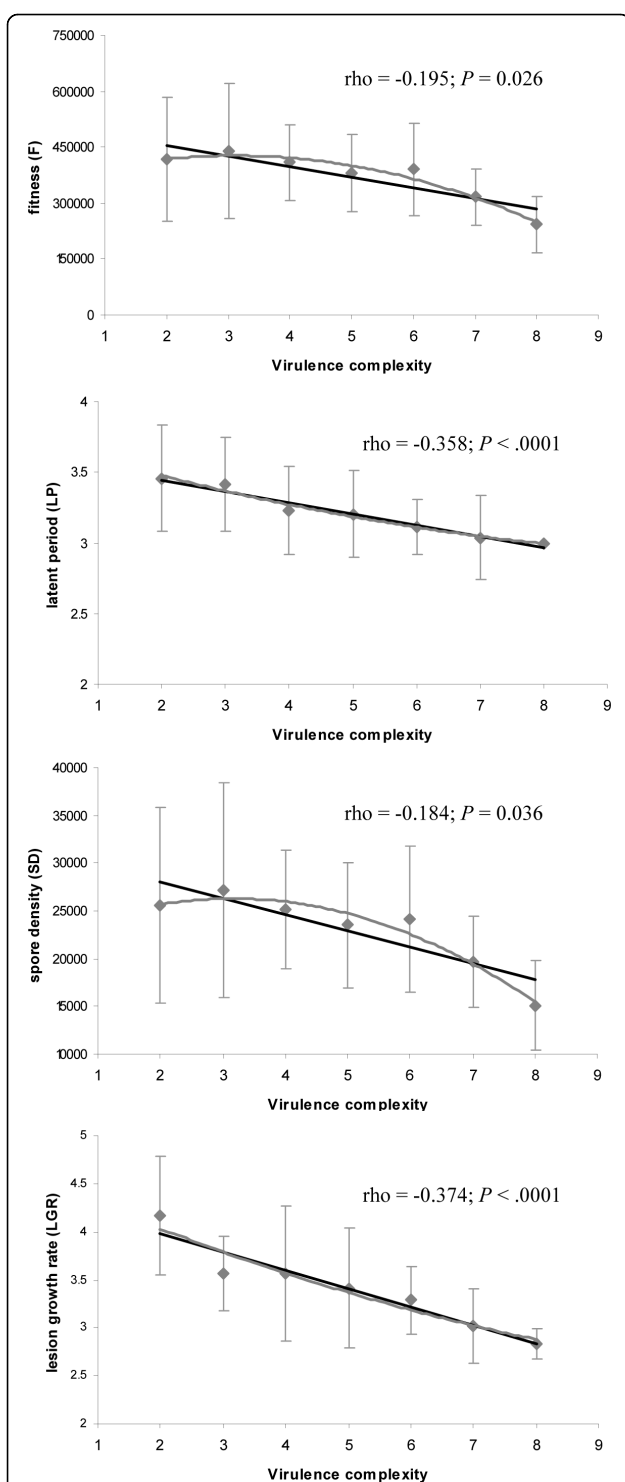 750000
rho = -0.195; P = 0.026
600000
450000
300000
150000
0
fitness (F)
1 2 3 4 5 6 7 8 9
Virulence complexity
4
rho = -0.358; P < .0001
3.5
3
2.5
2
latent period (LP)
1 2 3 4 5 6 7 8 9
Virulence complexity
40000
rho = -0.184; P = 0.036
35000
30000
25000
20000
15000
10000
spore density (SD)
1 2 3 4 5 6 7 8 9
Virulence complexity
5
rho = -0.374; P < .0001
4.5
4
3.5
3
2.5
2
lesion growth rate (LGR)
1 2 3 4 5 6 7 8 9
Virulence complexity